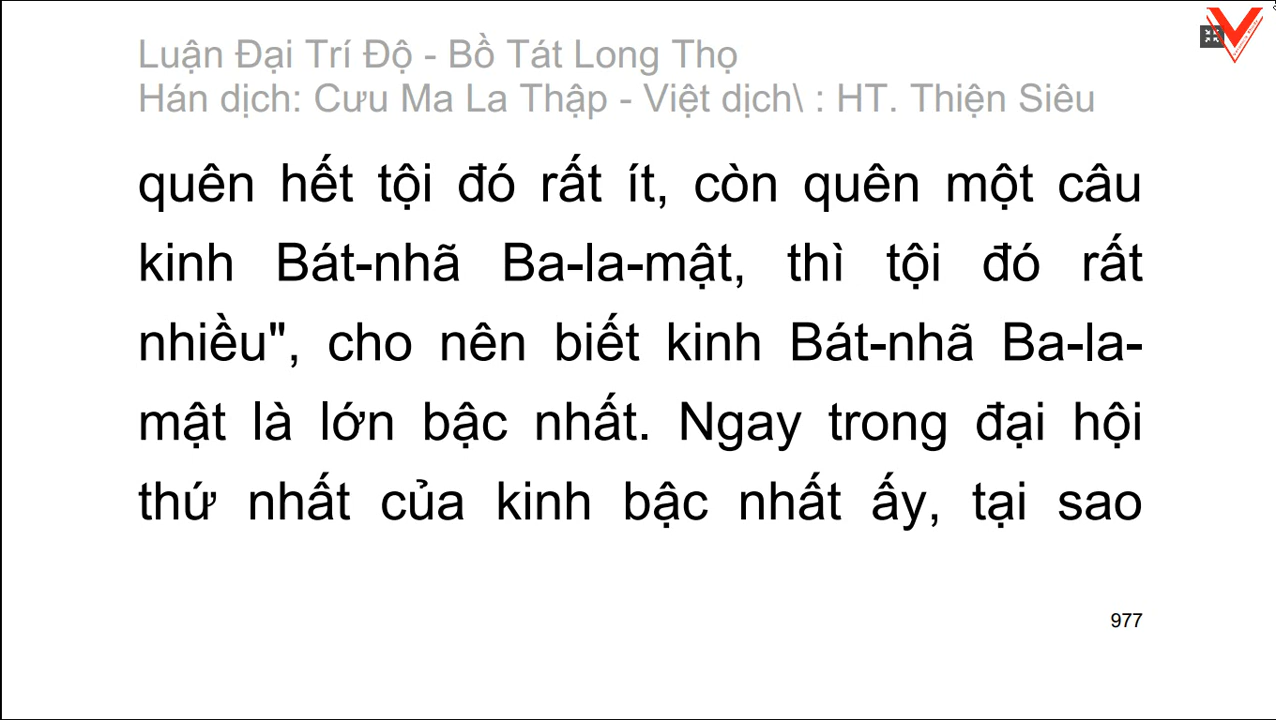 Luận Đại Trí Độ - Bồ Tát Long Thọ
Hán dịch: Cưu Ma La Thập - Việt dịch\ : HT. Thiện Siêu
quên hết tội đó rất ít, còn quên một câu
kinh Bát-nhã Ba-la-mật, thì tội đó rất
nhiều", cho nên biết kinh Bát-nhã Ba-la-
mật là lớn bậc nhất. Ngay trong đại hội
thứ nhất của kinh bậc nhất ấy, tại sao
977